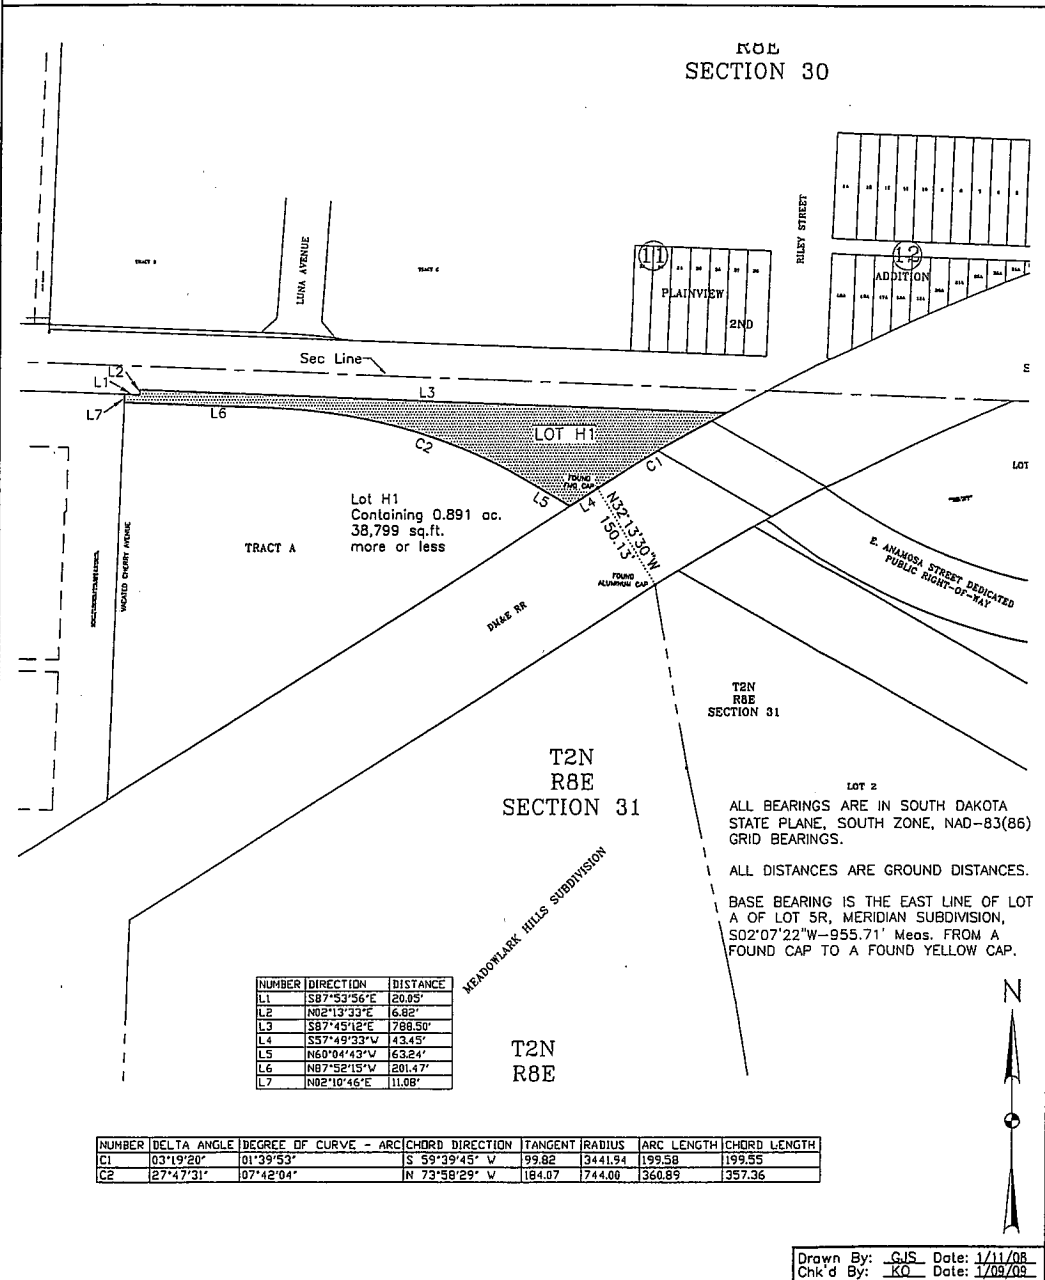 R8E
SECTION 30
RILEY STREET
LUNA AVENUE
TRACT C
11
12
ADDITION
PLAINVIEW
2ND
Sec Line
L2
L1
L3
L7
L6
LOT H1
C2
C1
LOT
FOUND
L5
L4
Lot H1
Containing 0.891 ac.
38,799 sq.ft.
more or less
N32°13'30"W
150.13'
TRACT A
VACATED CHERRY AVENUE
E. ANAMOSA STREET DEDICATED
PUBLIC RIGHT-OF-WAY
FOUND
ALUMINUM CAP
DM&E RR
T2N
R8E
SECTION 31
T2N
R8E
SECTION 31
LOT 2
ALL BEARINGS ARE IN SOUTH DAKOTA
STATE PLANE, SOUTH ZONE, NAD-83(86)
GRID BEARINGS.
ALL DISTANCES ARE GROUND DISTANCES.
BASE BEARING IS THE EAST LINE OF LOT
A OF LOT 5R, MERIDIAN SUBDIVISION,
S02°07'22"W-955.71' Meas. FROM A
FOUND CAP TO A FOUND YELLOW CAP.
MEADOWLARK HILLS SUBDIVISION
NUMBER DIRECTION DISTANCE
L1 S87°53'56"E 20.05'
L2 N02°13'33"E 6.82'
L3 S87°45'12"E 788.50'
L4 S57°49'33"W 43.45'
L5 N60°04'43"W 63.24'
L6 N87°52'15"W 201.47'
L7 N02°10'46"E 11.08'
T2N
R8E
N
NUMBER DELTA ANGLE DEGREE OF CURVE - ARC CHORD DIRECTION TANGENT RADIUS ARC LENGTH CHORD LENGTH
C1 03°19'20" 01°39'53" S 59°39'45" W 99.82 3441.94 199.58 199.55
C2 27°47'31" 07°42'04" N 73°58'29" W 184.07 744.00 360.89 357.36
Drawn By: GJS Date: 1/11/08
Chk'd By: KO Date: 1/09/09